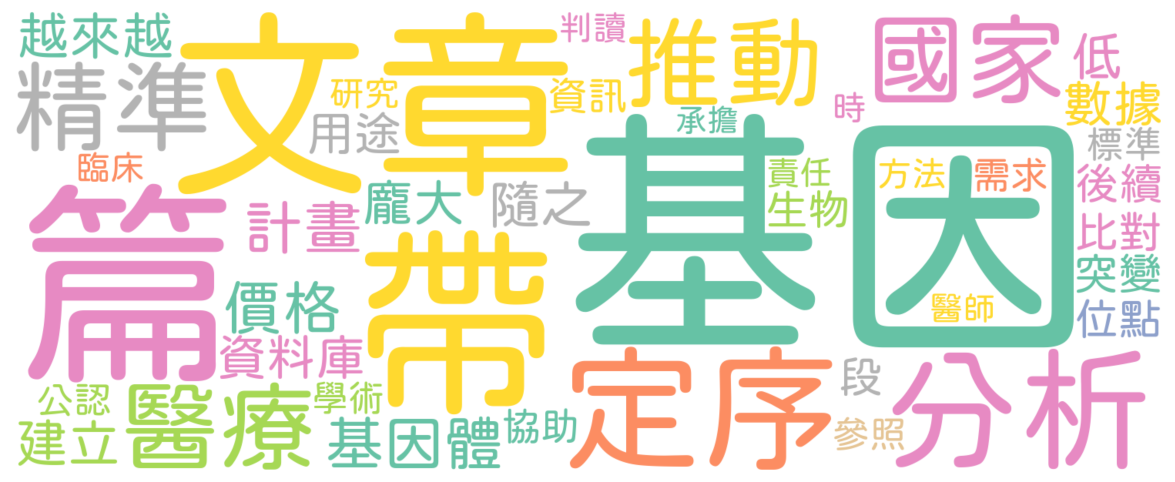 越來越
文章
判讀
推動
國家
低
精準
研究
資訊
時
數據
用途
承擔
標準
臨床
基因
責任
方法
需求
後續
篇
計畫
龐大
隨之
生物
比對
帶
突變
價格
醫師
位點
資料庫
定序
段
分析
公認
醫療
學術
建立
基因體
協助
參照